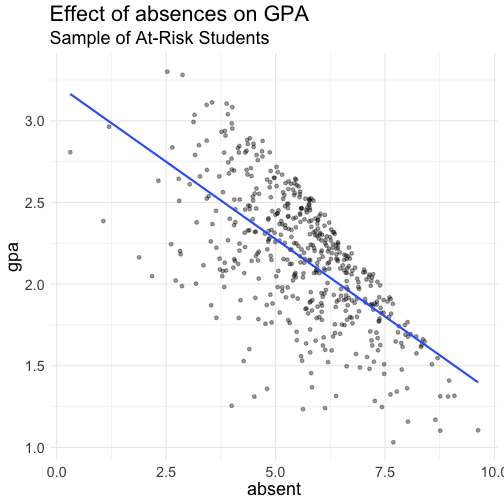 Effect of absences on GPA
Sample of At-Risk Students
gpa
3.0
2.5
2.0
1.5
1.0
0.0 2.5 5.0 7.5 10.0
absent